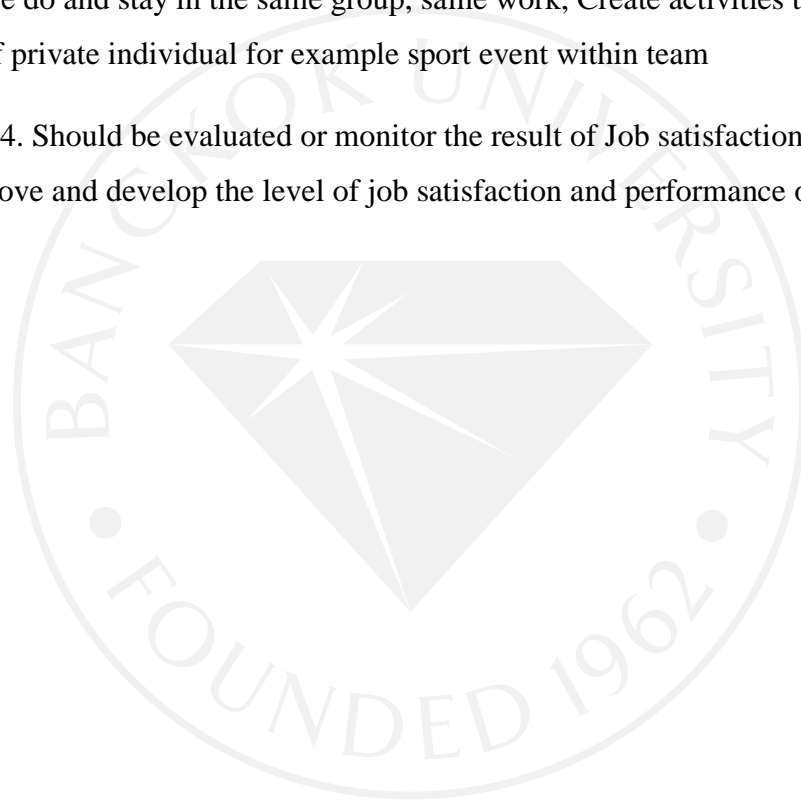 e do and stay in the same group, same work, Create activities
f private individual for example sport event within team
4. Should be evaluated or monitor the result of Job satisfaction
ove and develop the level of job satisfaction and performance
BANGKOK UNIVERSITY
FOUNDED 1962